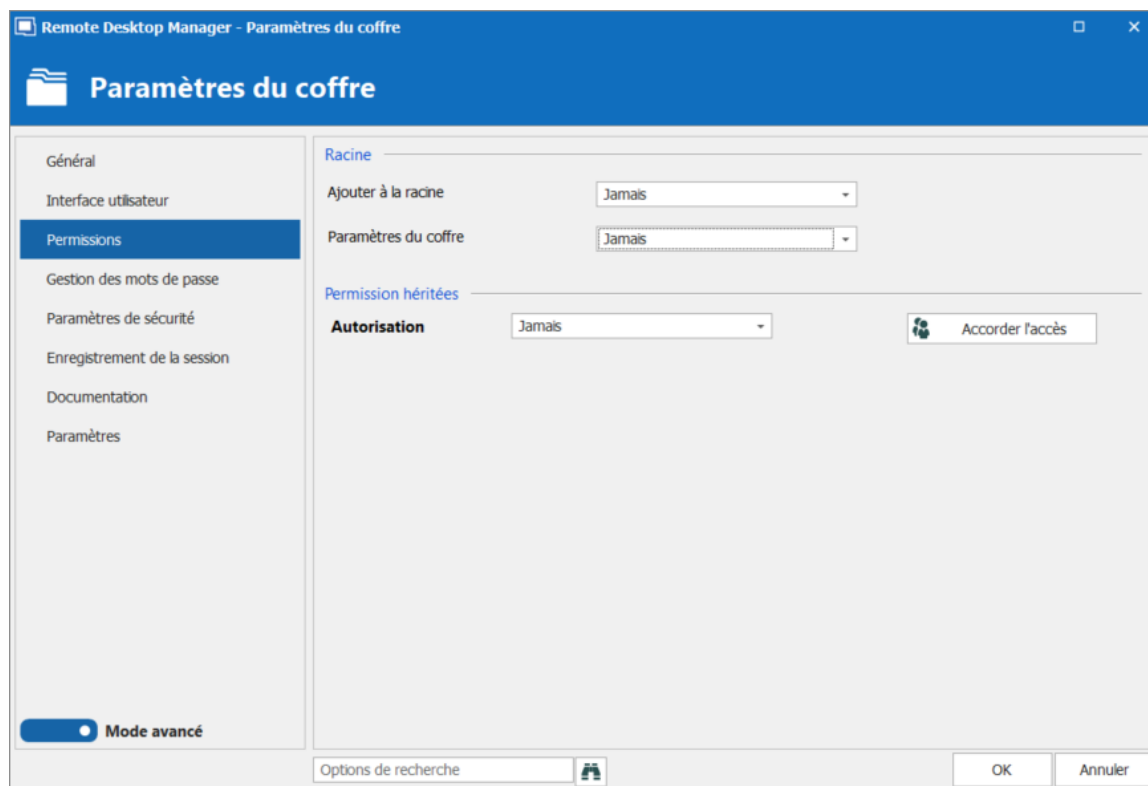 Remote Desktop Manager - Paramètres du coffre
Paramètres du coffre
Général
Interface utilisateur
Permissions
Gestion des mots de passe
Paramètres de sécurité
Enregistrement de la session
Documentation
Paramètres
Mode avancé
Racine
Ajouter à la racine Jamais
Paramètres du coffre Jamais
Permission héritées
Autorisation Jamais Accorder l'accès
Options de recherche
OK Annuler